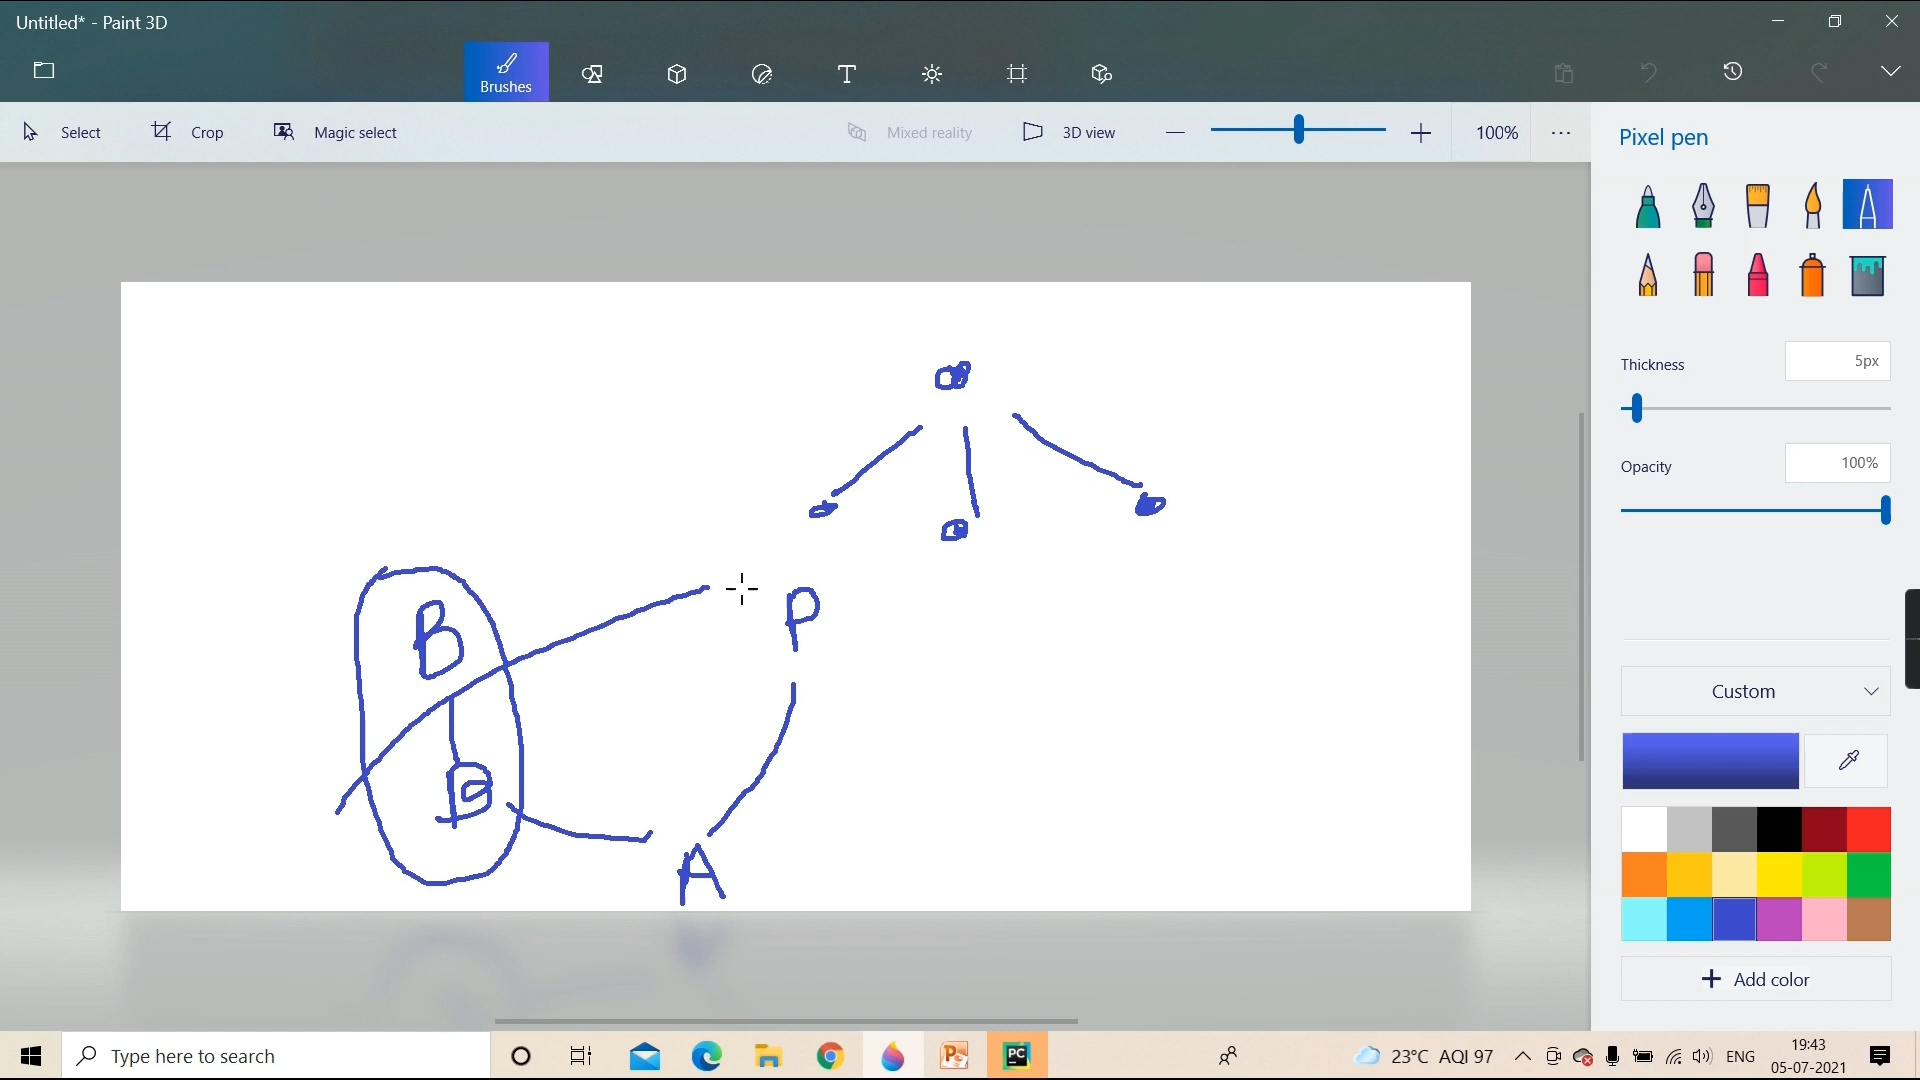 Untitled* - Paint 3D
Brushes
Select Crop Magic select Mixed reality 3D view 100%
Pixel pen
Thickness 5px
Opacity 100%
P
B
B
A
Custom
Add color
Type here to search
PC
23°C AQI 97 ENG 19:43
05-07-2021